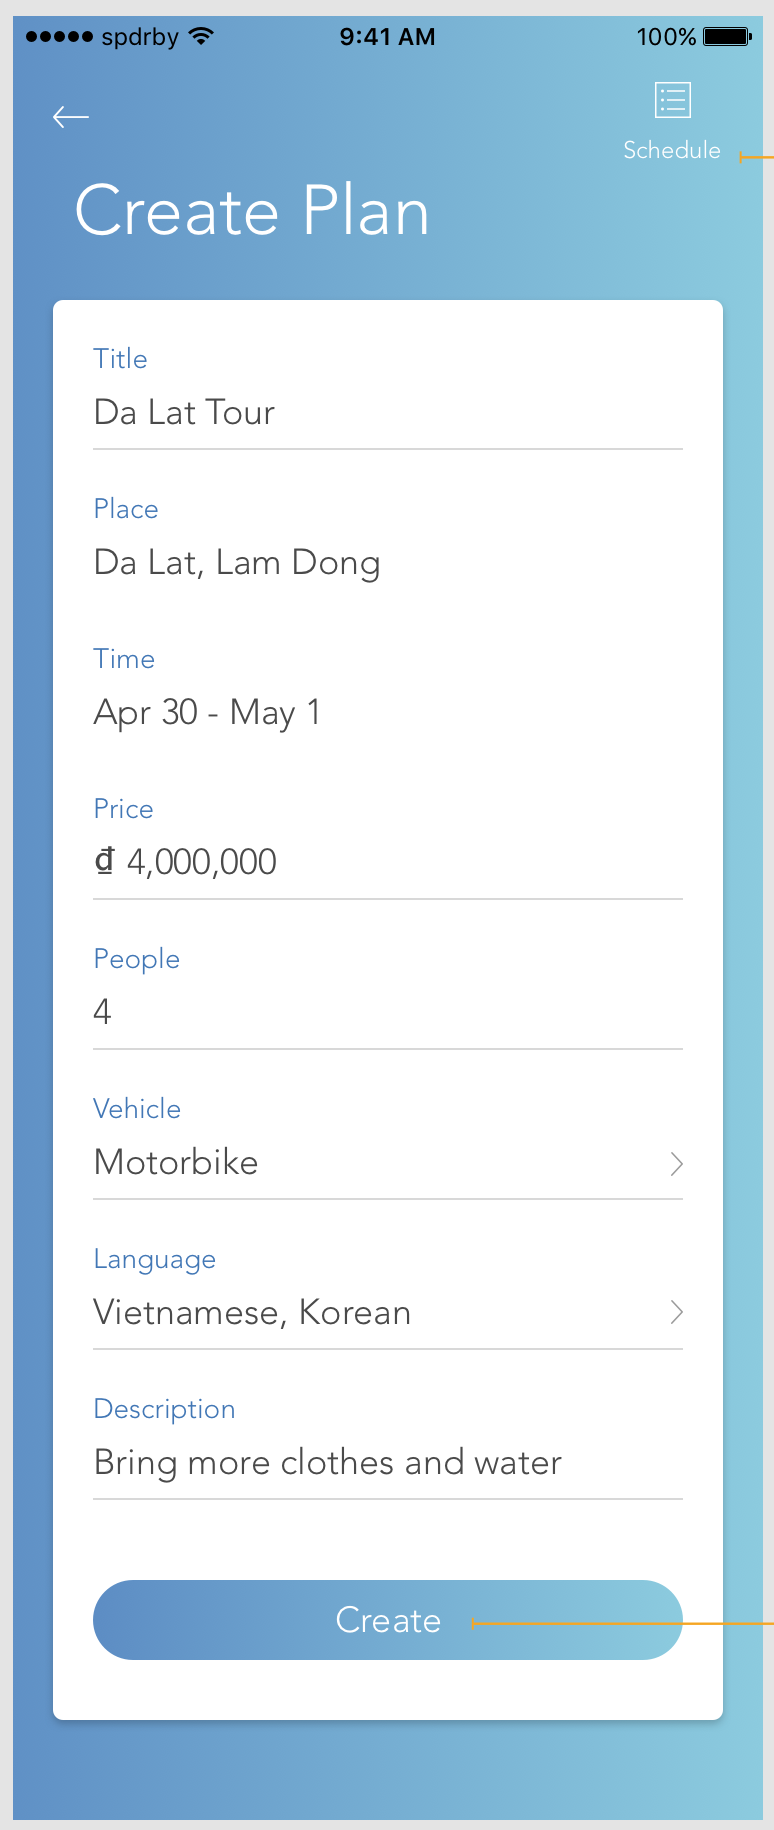 spdrby 9:41 AM 100%
Schedule
Create Plan
Title
Da Lat Tour
Place
Da Lat, Lam Dong
Time
Apr 30 - May 1
Price
₫ 4,000,000
People
4
Vehicle
Motorbike
Language
Vietnamese, Korean
Description
Bring more clothes and water
Create